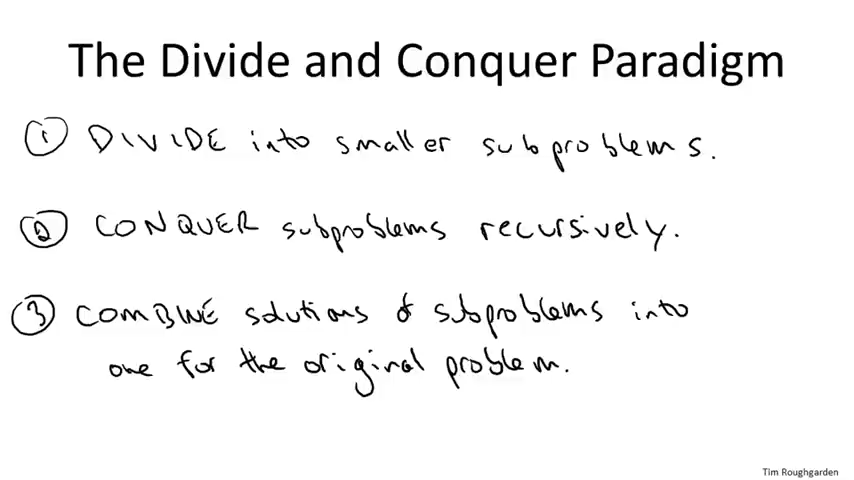 The Divide and Conquer Paradigm
① DIVIDE into smaller subproblems.
② CONQUER subproblems recursively.
③ COMBINE solutions of subproblems into
one for the original problem.
Tim Roughgarden